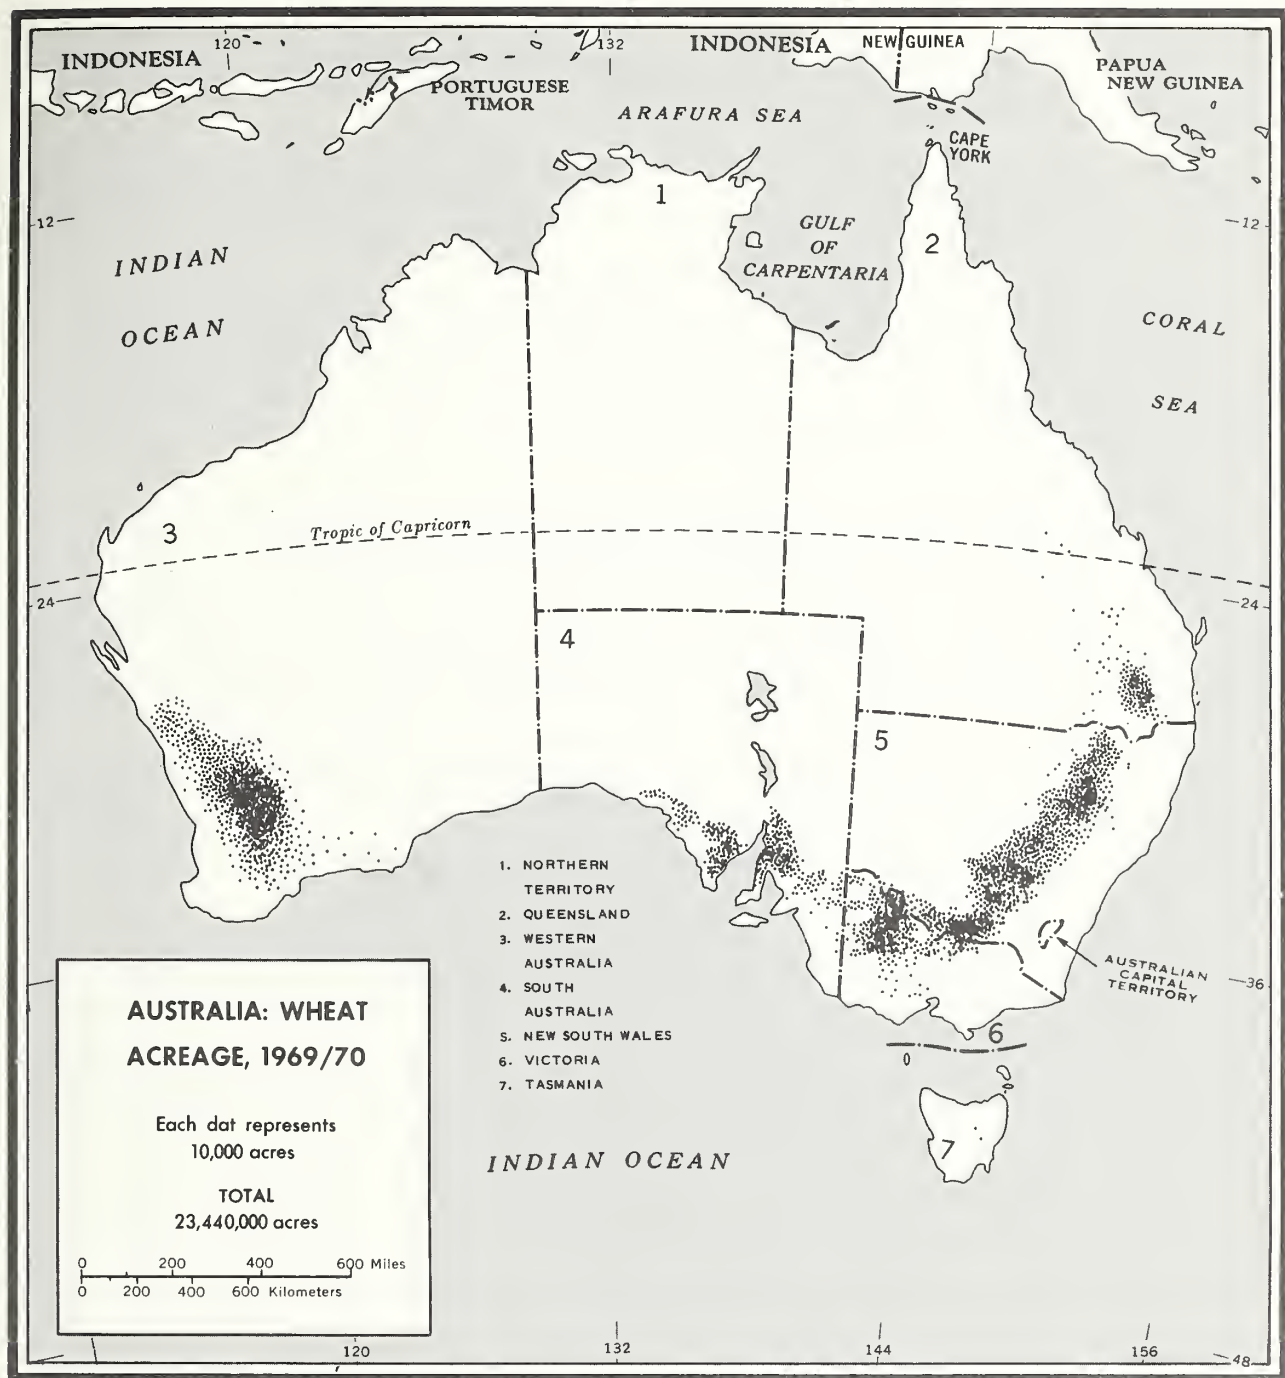 120
132
INDONESIA
INDONESIA
NEW GUINEA
PORTUGUESE
TIMOR
PAPUA
NEW GUINEA
ARAFURA SEA
CAPE
YORK
1
12
12
GULF
OF
CARPENTARIA
2
INDIAN
OCEAN
CORAL
SEA
3
Tropic of Capricorn
24
24
4
5
1. NORTHERN
TERRITORY
2. QUEENSLAND
3. WESTERN
AUSTRALIA
4. SOUTH
AUSTRALIA
5. NEW SOUTH WALES
6. VICTORIA
7. TASMANIA
AUSTRALIAN
CAPITAL
TERRITORY
36
6
7
INDIAN OCEAN
AUSTRALIA: WHEAT
ACREAGE, 1969/70
Each dat represents
10,000 acres
TOTAL
23,440,000 acres
0 200 400 600 Miles
0 200 400 600 Kilometers
120
132
144
156
48